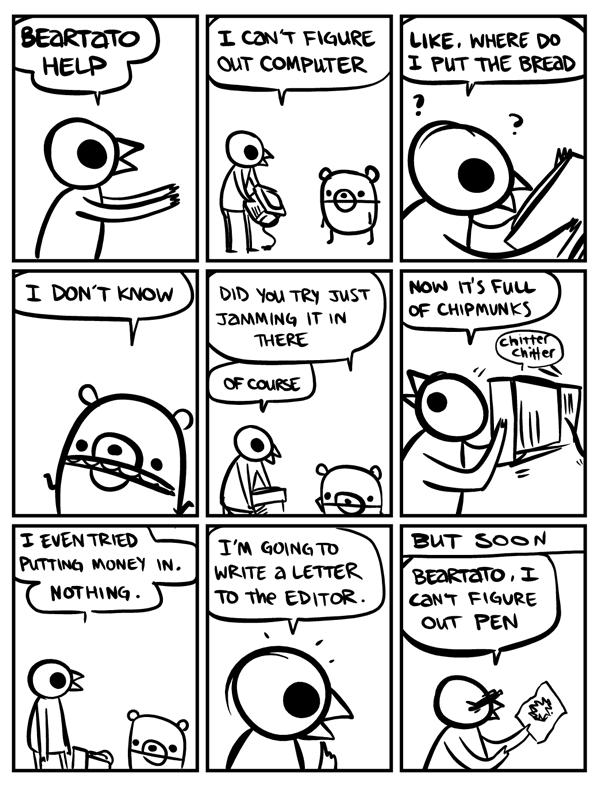 BEARTATO
HELP
I CAN'T FIGURE
OUT COMPUTER
LIKE, WHERE DO
I PUT THE BREAD
?
?
I DON'T KNOW
DID YOU TRY JUST
JAMMING IT IN
THERE
OF COURSE
NOW IT'S FULL
OF CHIPMUNKS
chitter
chitter
I EVEN TRIED
PUTTING MONEY IN.
NOTHING.
I'M GOING TO
WRITE A LETTER
TO THE EDITOR.
BUT SOON
BEARTATO, I
CAN'T FIGURE
OUT PEN